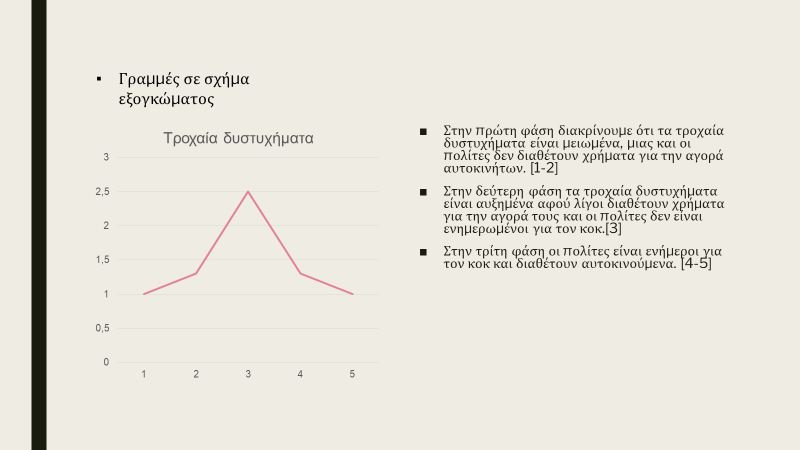 Γραμμές σε σχήμα
εξογκώματος
Τροχαία δυστυχήματα
3
2,5
2
1,5
1
0,5
0
1 2 3 4 5
Στην πρώτη φάση διακρίνουμε ότι τα τροχαία
δυστυχήματα είναι μειωμένα, μιας και οι
πολίτες δεν διαθέτουν χρήματα για την αγορά
αυτοκινήτων. [1-2]
Στην δεύτερη φάση τα τροχαία δυστυχήματα
είναι αυξημένα αφού λίγοι διαθέτουν χρήματα
για την αγορά τους και οι πολίτες δεν είναι
ενημερωμένοι για τον κοκ.[3]
Στην τρίτη φάση οι πολίτες είναι ενήμεροι για
τον κοκ και διαθέτουν αυτοκινούμενα. [4-5]